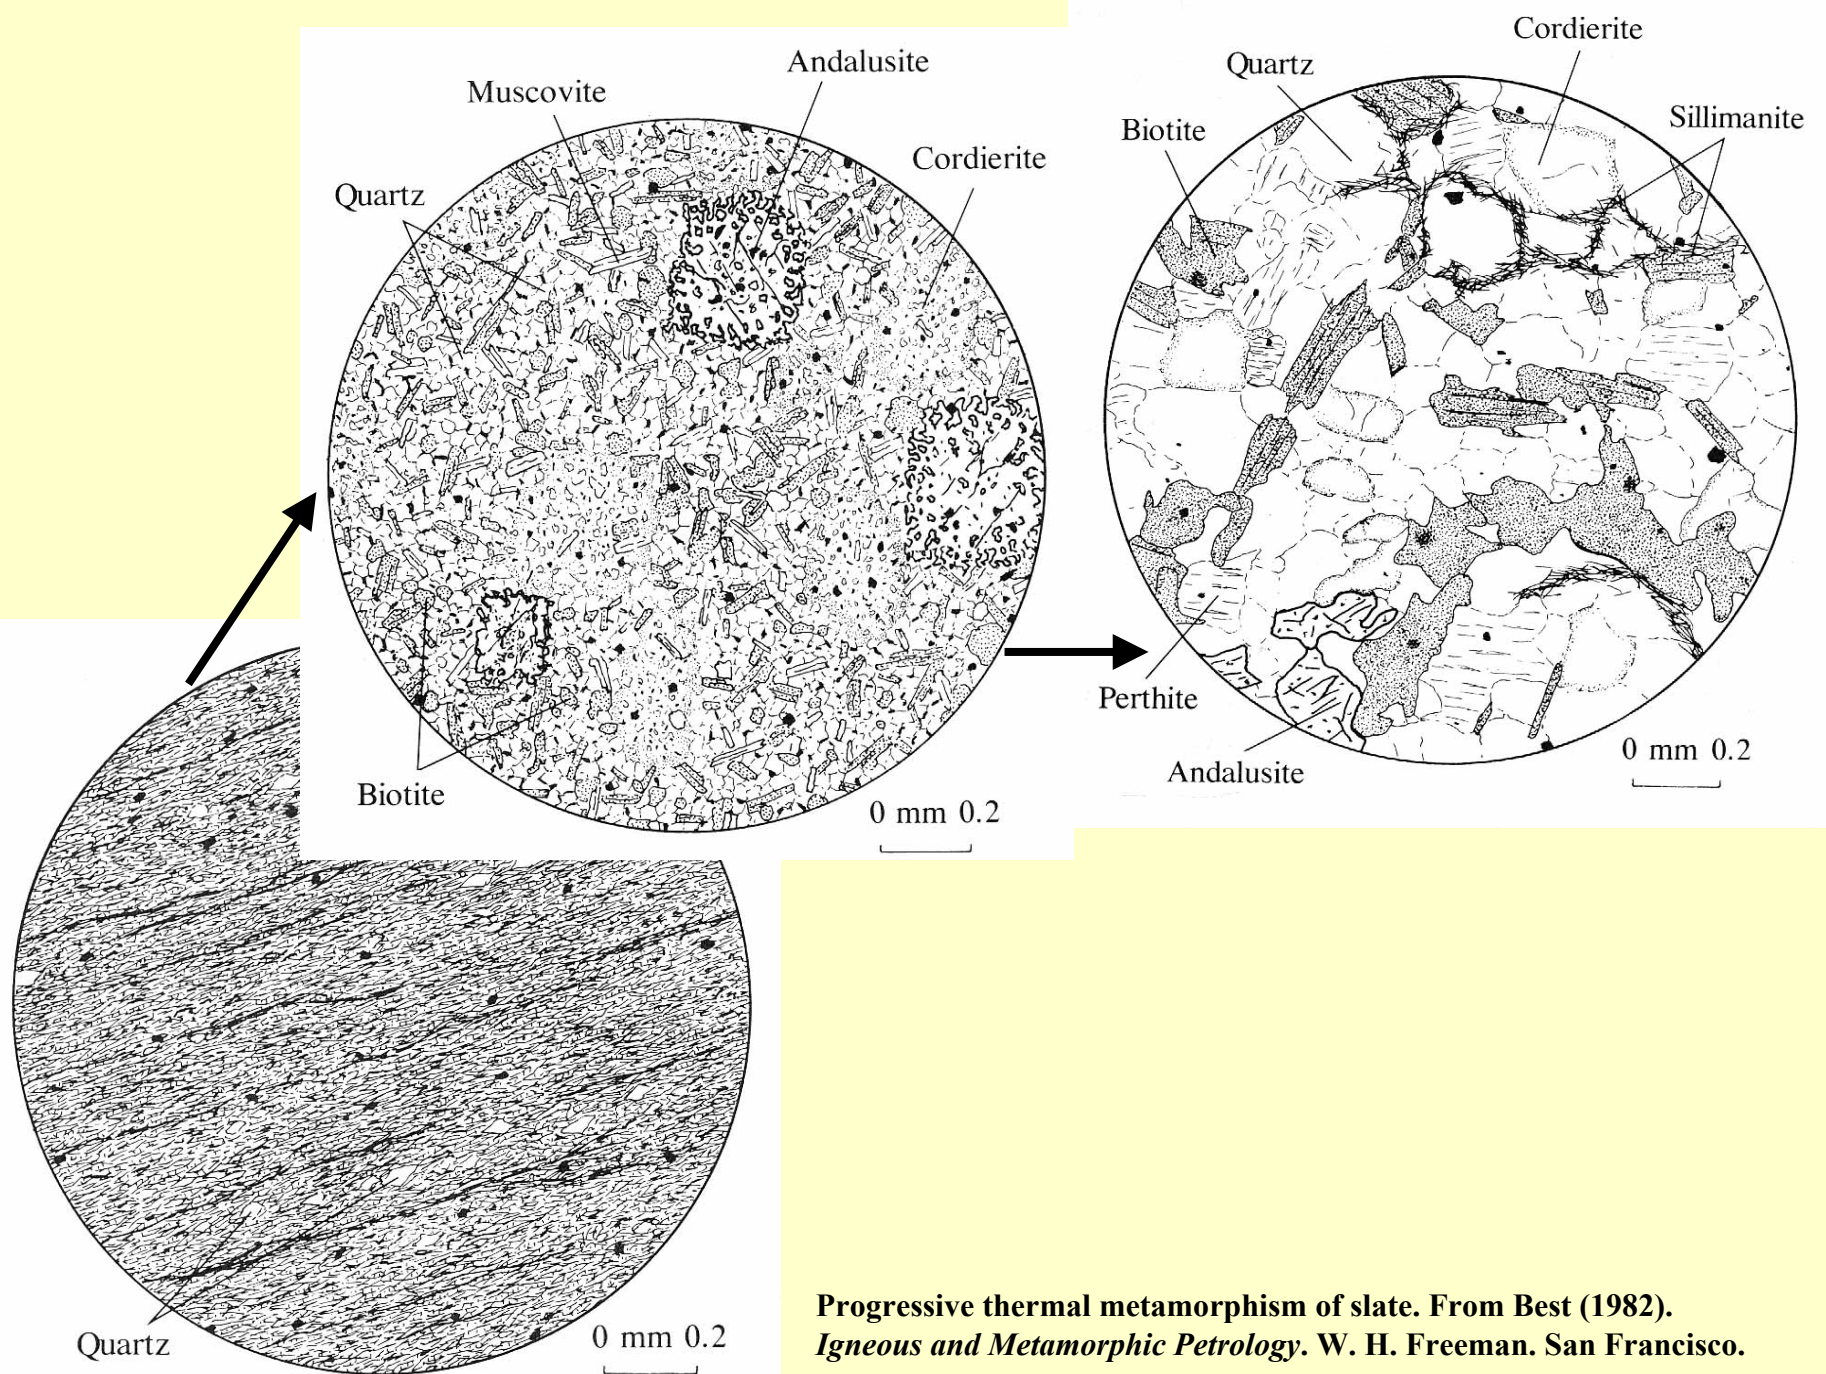 Andalusite
Muscovite
Cordierite
Quartz
Biotite
0 mm 0.2
Cordierite
Quartz
Sillimanite
Biotite
Perthite
Andalusite
0 mm 0.2
Quartz
0 mm 0.2
Progressive thermal metamorphism of slate. From Best (1982).
Igneous and Metamorphic Petrology. W. H. Freeman. San Francisco.